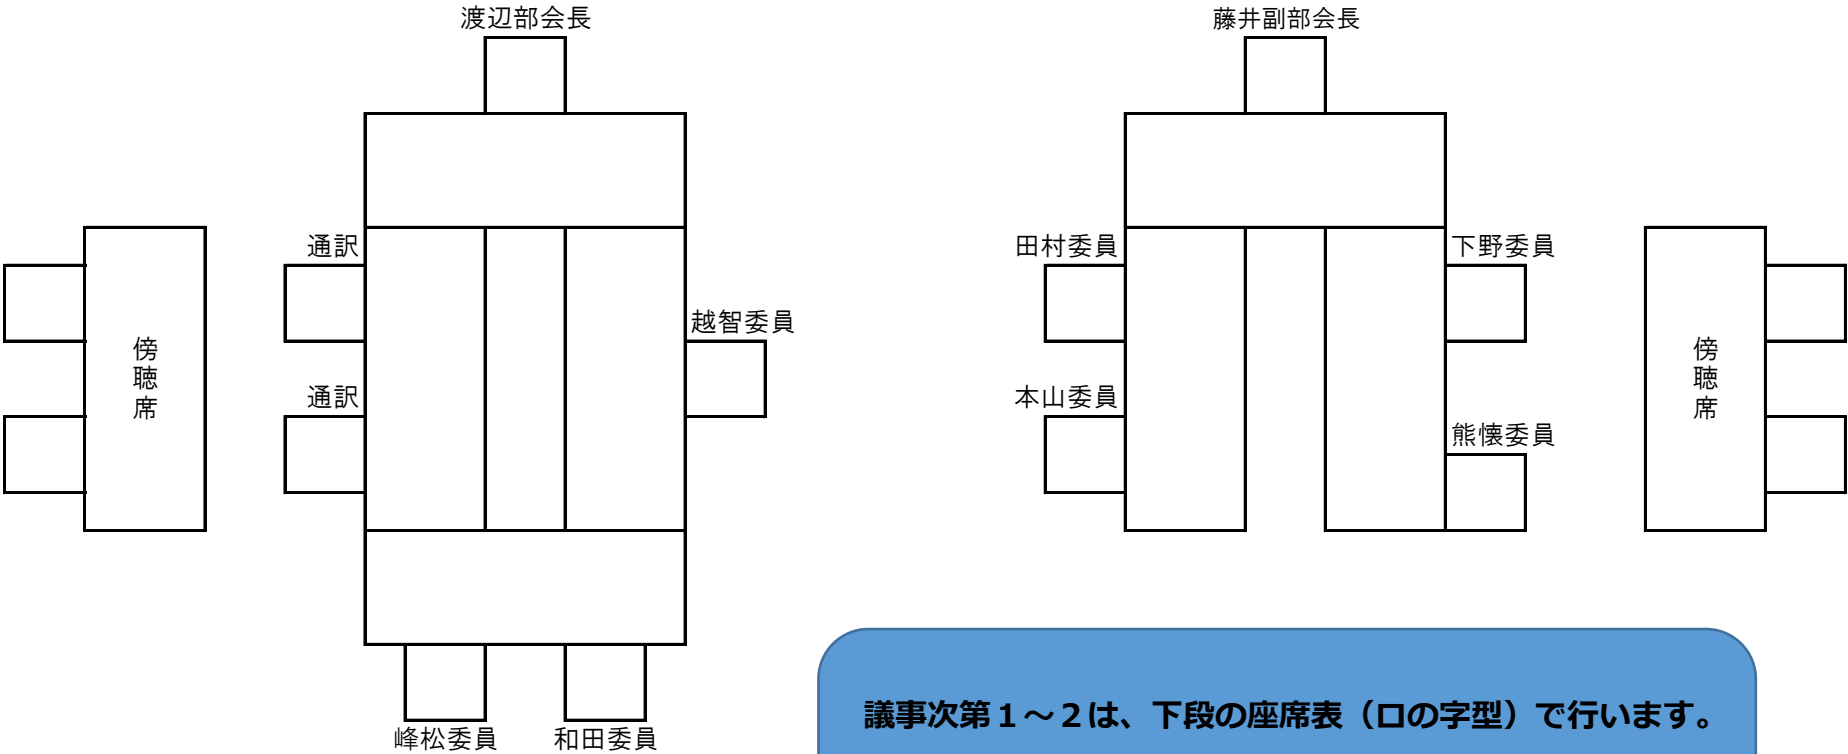 渡辺部会長
藤井副部会長
通訳
田村委員
下野委員
越智委員
傍聴席
傍聴席
通訳
本山委員
熊懐委員
議事次第１～２は、下段の座席表（ロの字型）で行います。
峰松委員
和田委員